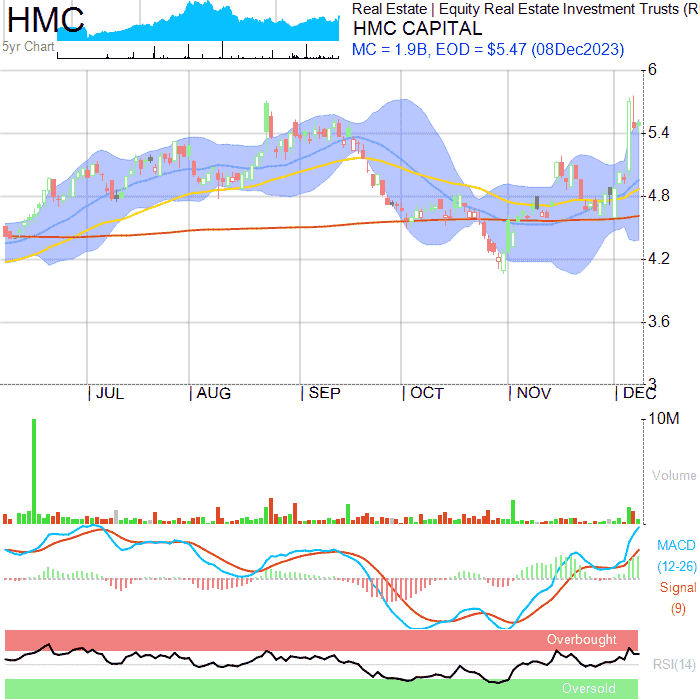 HMC
5yr Chart
Real Estate | Equity Real Estate Investment Trusts (R
HMC CAPITAL
MC = 1.9B, EOD = $5.47 (08Dec2023)
6
5.4
4.8
4.2
3.6
3
JUL AUG SEP OCT NOV DEC
10M
Volume
MACD
(12-26)
Signal
(9)
Overbought
RSI(14)
Oversold